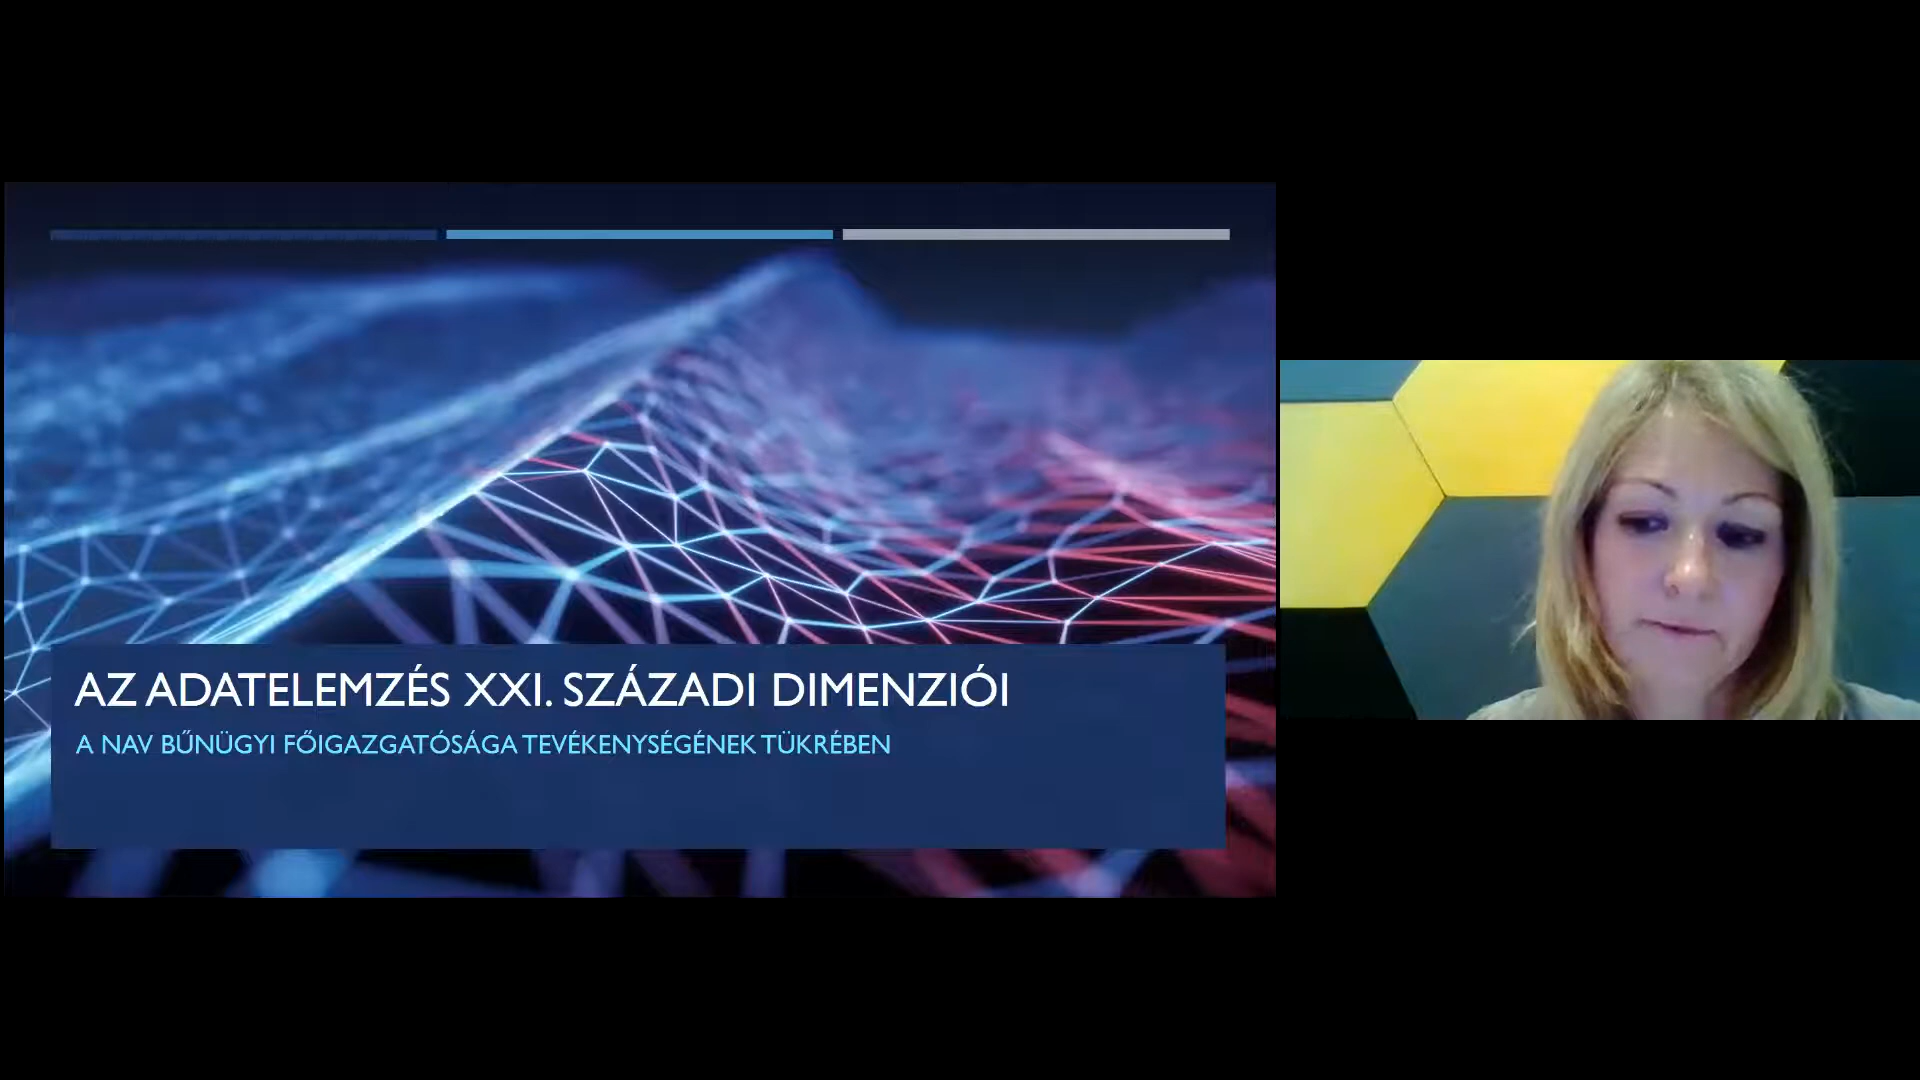 AZ ADATELEMZÉS XXI. SZÁZADI DIMENZIÓI
A NAV BŰNÜGYI FŐIGAZGATÓSÁGA TEVÉKENYSÉGÉNEK TÜKRÉBEN